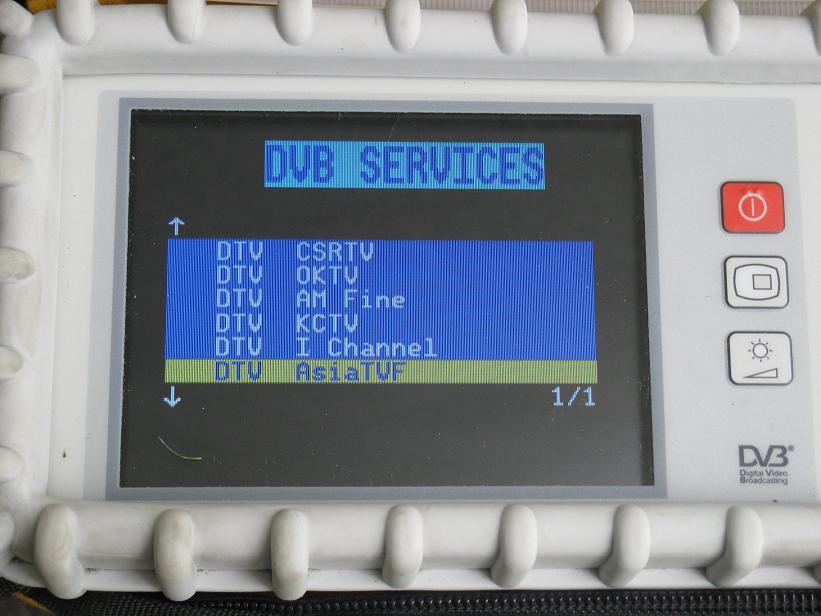 DVB SERVICES
DTV CSRTV
DTV OKTV
DTV AM Fine
DTV KCTV
DTV I Channel
DTV AsiaTVF
1/1
DVB®
Digital Video
Broadcasting